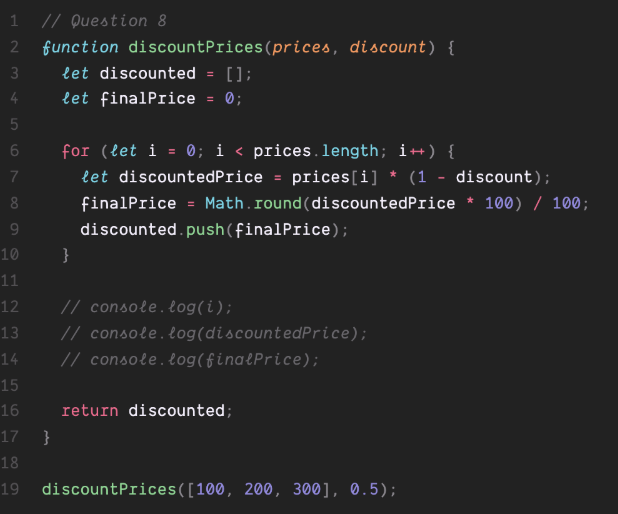 1 // Question 8
2 function discountPrices(prices, discount) {
3 let discounted = [];
4 let finalPrice = 0;
5
6 for (let i = 0; i < prices.length; i++) {
7 let discountedPrice = prices[i] * (1 - discount);
8 finalPrice = Math.round(discountedPrice * 100) / 100;
9 discounted.push(finalPrice);
10 }
11
12 // console.log(i);
13 // console.log(discountedPrice);
14 // console.log(finalPrice);
15
16 return discounted;
17 }
18
19 discountPrices([100, 200, 300], 0.5);